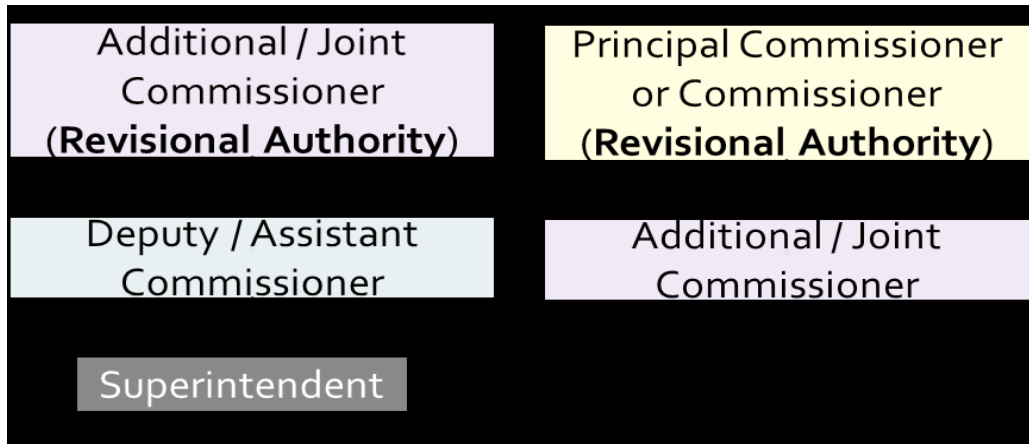 Additional / Joint
Commissioner
(Revisional Authority)
Principal Commissioner
or Commissioner
(Revisional Authority)
Deputy / Assistant
Commissioner
Additional / Joint
Commissioner
Superintendent